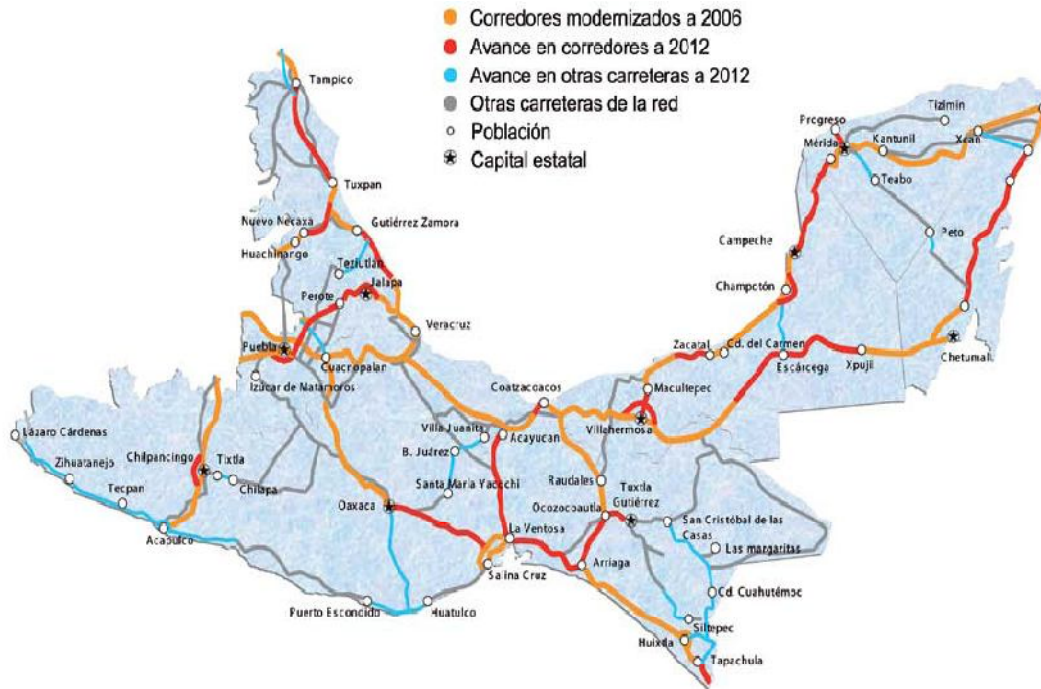 Corredores modernizados a 2006
Avance en corredores a 2012
Avance en otras carreteras a 2012
Otras carreteras de la red
Población
Capital estatal
Tampico
Tuxpan
Nuevo Necaxa
Gutiérrez Zamora
Huachinango
Teziutlán
Jalapa
Perote
Veracruz
Puebla
Cuacnopalan
Izúcar de Matamoros
Lázaro Cárdenas
Zihuatanejo
Tecpan
Acapulco
Chilpancingo
Tixtla
Chilapa
Oaxaca
Puerto Escondido
Huatulco
Salina Cruz
La Ventosa
Santa María Yacochi
B. Juárez
Villa Juanita
Acayucan
Coatzacoacos
Raudales
Ocozocoautla
Tuxtla
Gutiérrez
Arriaga
San Cristóbal de las
Casas
Las margaritas
Cd. Cuahutémoc
Siltepec
Huixtla
Tapachula
Villahermosa
Macultepec
Zacatal
Cd. del Carmen
Escárcega
Xpujil
Chetumal
Champotón
Campeche
Mérido
Progreso
Kantunil
Tizimín
Xcan
Teabo
Peto